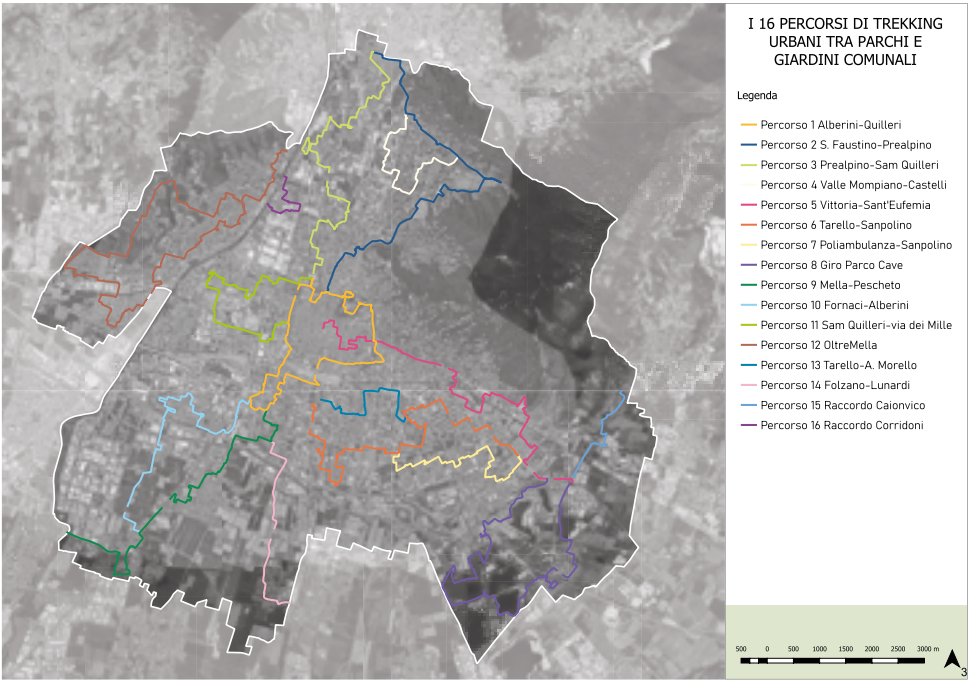 I 16 PERCORSI DI TREKKING
URBANI TRA PARCHI E
GIARDINI COMUNALI
Legenda
Percorso 1 Alberini-Quilleri
Percorso 2 S. Faustino-Prealpino
Percorso 3 Prealpino-Sam Quilleri
Percorso 4 Valle Mompiano-Castelli
Percorso 5 Vittoria-Sant'Eufemia
Percorso 6 Tarello-Sanpolino
Percorso 7 Poliambulanza-Sanpolino
Percorso 8 Giro Parco Cave
Percorso 9 Mella-Pescheto
Percorso 10 Fornaci-Alberini
Percorso 11 Sam Quilleri-via dei Mille
Percorso 12 OltreMella
Percorso 13 Tarello-A. Morello
Percorso 14 Folzano-Lunardi
Percorso 15 Raccordo Caionvico
Percorso 16 Raccordo Corridoni
500 0 500 1000 1500 2000 2500 3000 m
3